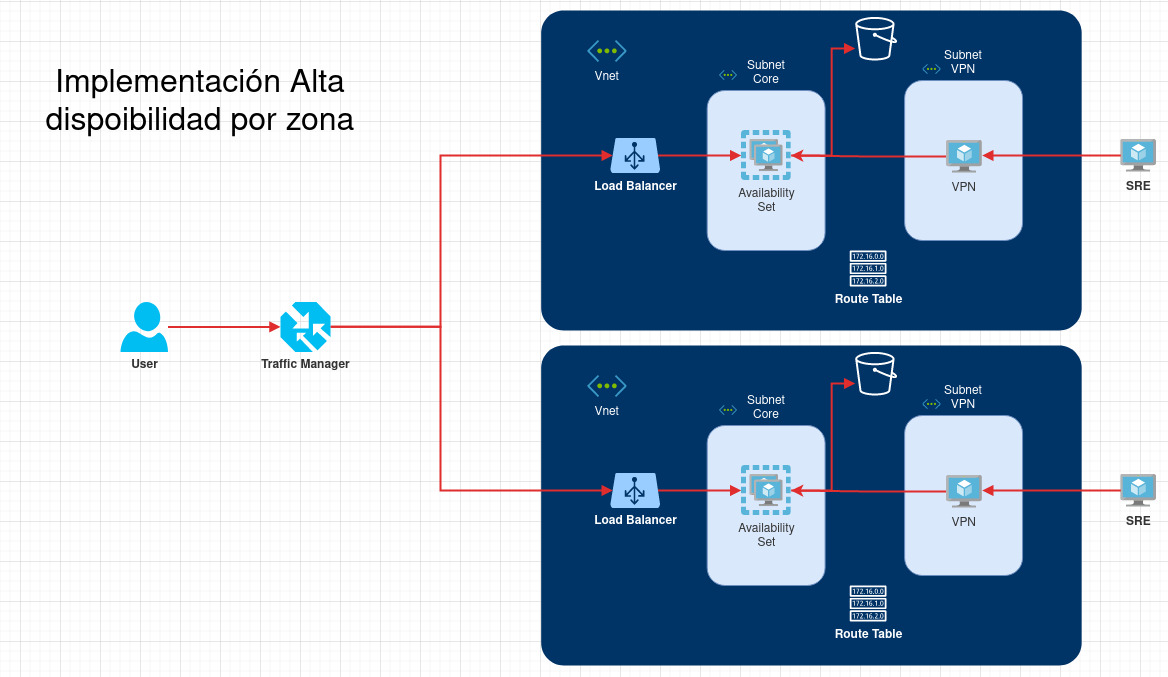 Implementación Alta
dispoibilidad por zona
Vnet
Subnet
Core
Subnet
VPN
Load Balancer
Availability
Set
VPN
SRE
172.16.0.0
172.16.1.0
172.16.2.0
Route Table
User
Traffic Manager
Vnet
Subnet
Core
Subnet
VPN
Load Balancer
Availability
Set
VPN
SRE
172.16.0.0
172.16.1.0
172.16.2.0
Route Table